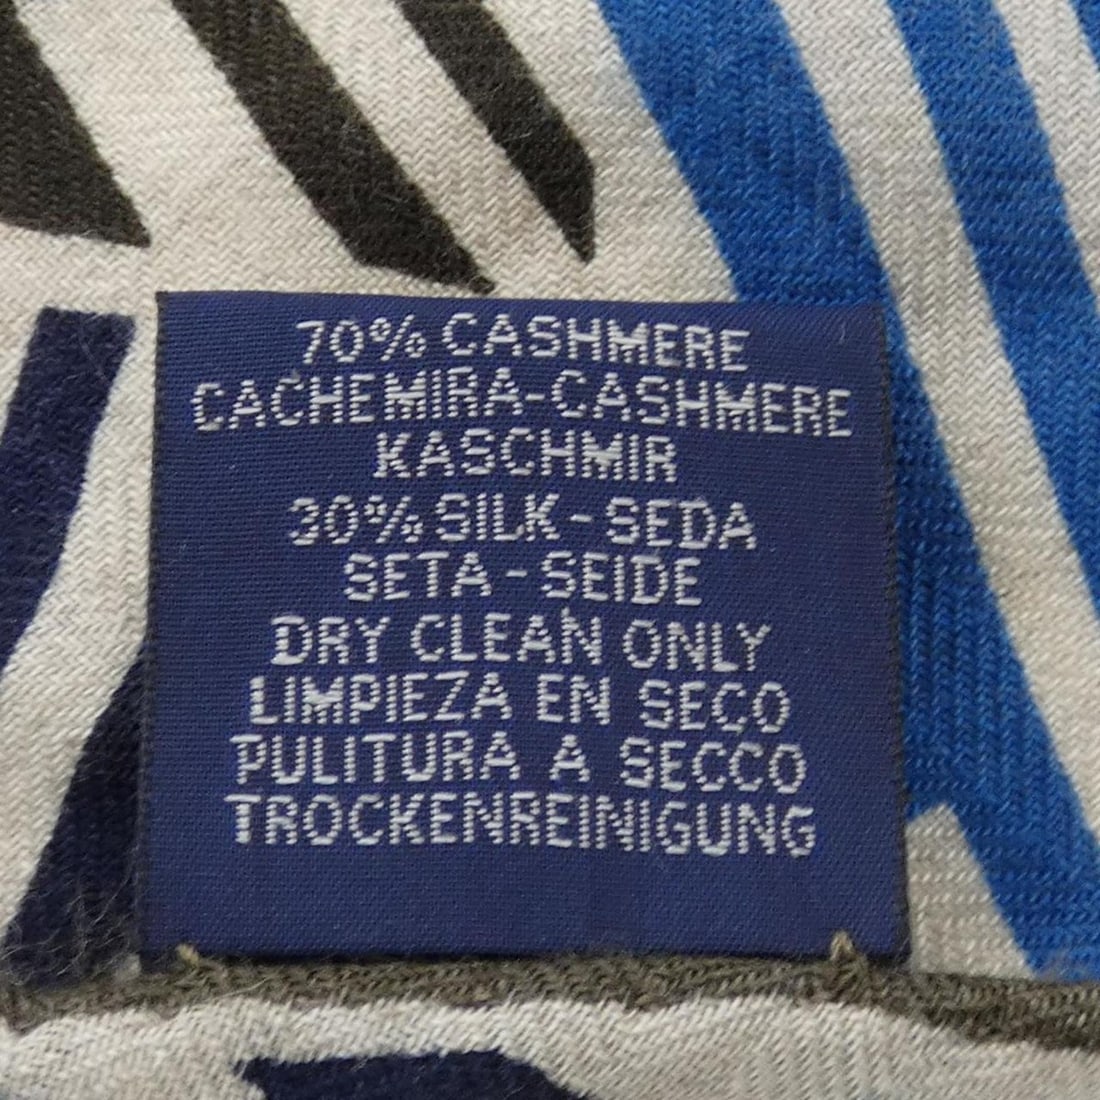 70% CASHMERE
CACHEMIRA-CASHMERE
KASCHMIR
30% SILK - SEDA
SETA - SEIDE
DRY CLEAN ONLY
LIMPIEZA EN SECO
PULITURA A SECCO
TROCKENREINIGUNG